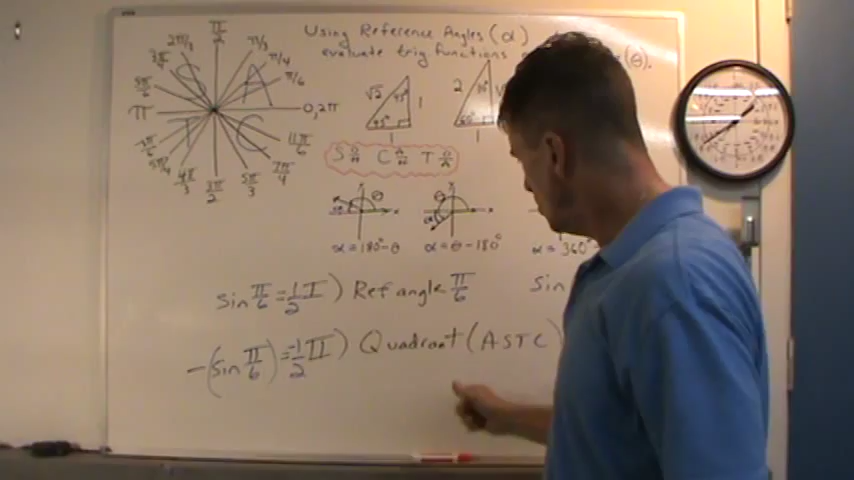 Using Reference Angles (α)
evaluate trig functions (θ).
π/2
2π/3 π/3
3π/4 π/4
5π/6 π/6
S A
π 0, 2π
T C
11π/6
5π/4 7π/4
4π/3 3π/2 5π/3
√2 45° 1
45°
1
2 30°
60°
1
S O/H C A/H T O/A
y θ x
y θ x
α = 180° - θ α = θ - 180° α = 360°
sin π/6 = 1/2 I) Ref angle π/6 sin
-(sin π/6) = -1/2 II) Quadrant (ASTC)